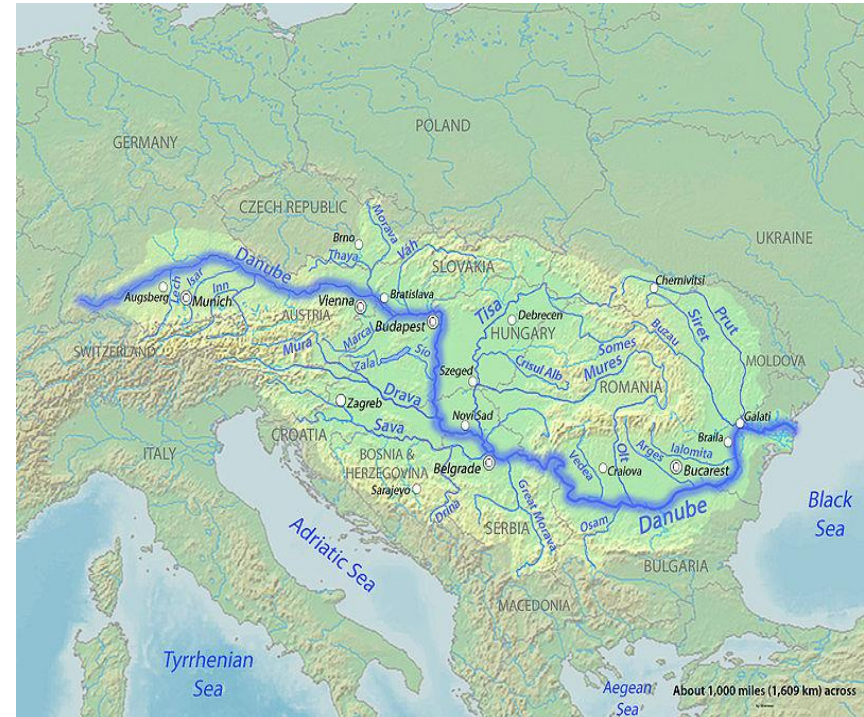 POLAND
GERMANY
CZECH REPUBLIC
UKRAINE
Morava
Brno
Thaya
Váh
SLOVAKIA
Danube
Chernivitsi
Augsberg
Lech
Isar
Munich
Inn
Vienna
Bratislava
AUSTRIA
Tisa
Debrecen
HUNGARY
Budapest
Marcal
Buzau
Siret
Prut
SWITZERLAND
Mura
Zala
Sio
Somes
MOLDOVA
Szeged
Crisul Alb
Mures
ROMANIA
Drava
Zagreb
Novi Sad
Galati
Sava
CROATIA
Braila
ITALY
BOSNIA &
HERZEGOVINA
Belgrade
Vedea
Olt
Arges
Ialomita
Craiova
Bucarest
Sarajevo
Drina
Great Morava
Danube
Black
Sea
SERBIA
Osam
Adriatic Sea
BULGARIA
MACEDONIA
Tyrrhenian
Sea
Aegean
Sea
About 1,000 miles (1,609 km) across